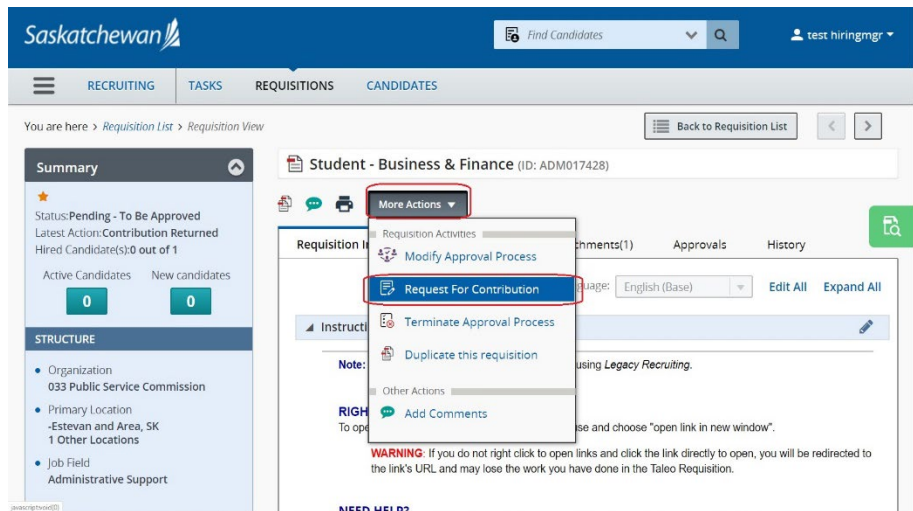 Saskatchewan
Find Candidates
test hiringmgr
RECRUITING TASKS REQUISITIONS CANDIDATES
You are here > Requisition List > Requisition View
Back to Requisition List
Summary
Status:Pending - To Be Approved
Latest Action:Contribution Returned
Hired Candidate(s):0 out of 1
Active Candidates New candidates
0 0
STRUCTURE
Organization
033 Public Service Commission
Primary Location
-Estevan and Area, SK
1 Other Locations
Job Field
Administrative Support
Student - Business & Finance (ID: ADM017428)
More Actions
Requisition I chments(1) Approvals History
Requisition Activities
Modify Approval Process
Request For Contribution
Terminate Approval Process
Duplicate this requisition
Other Actions
Add Comments
guage: English (Base) Edit All Expand All
Instructi
Note: using Legacy Recruiting.
RIGH
To ope se and choose "open link in new window".
WARNING: If you do not right click to open links and click the link directly to open, you will be redirected to
the link's URL and may lose the work you have done in the Taleo Requisition.
NEED HELP?
javascript:void(0)